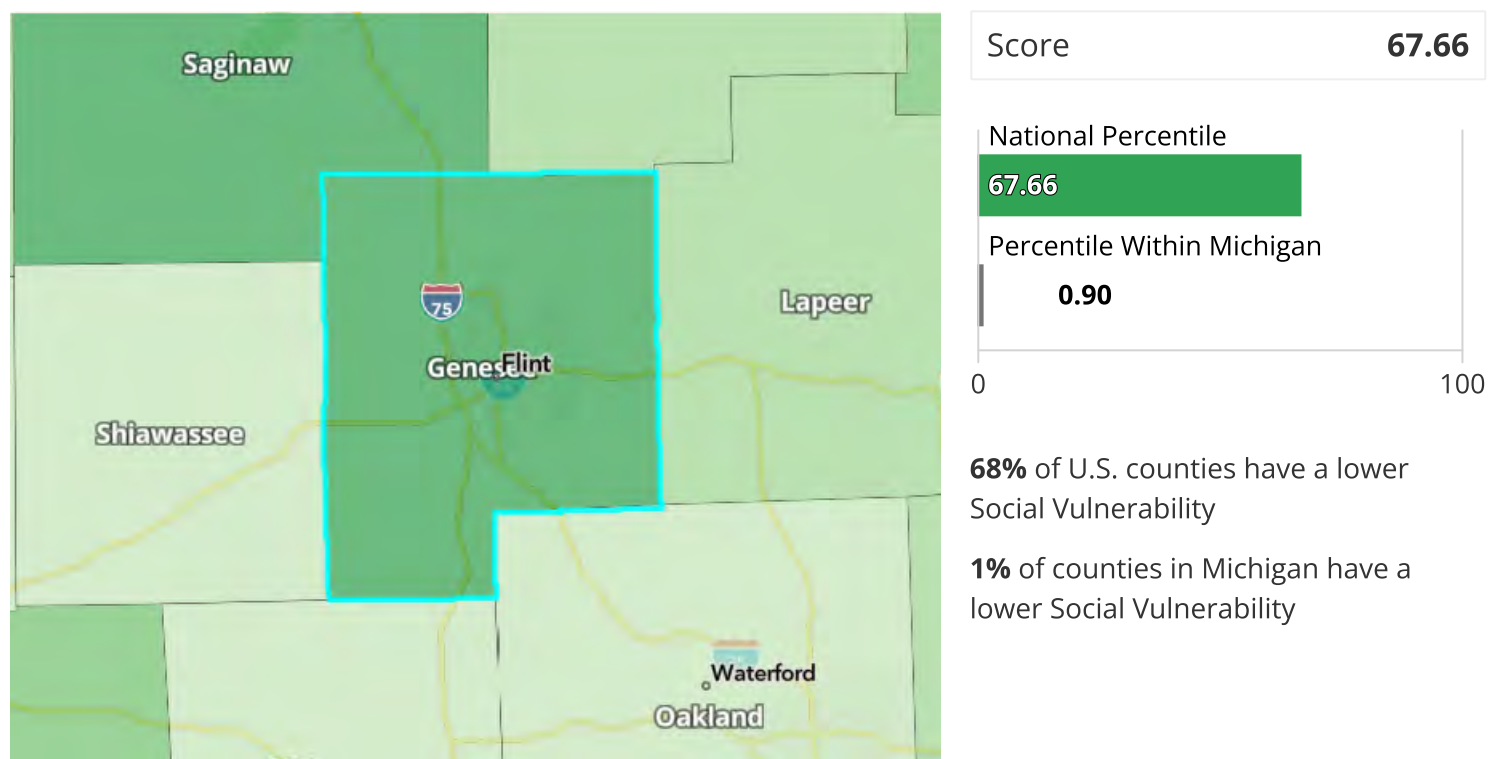 Saginaw
75
Lapeer
Flint
Genesee
Shiawassee
Waterford
Oakland
Score 67.66
National Percentile
67.66
Percentile Within Michigan
0.90
0 100
68% of U.S. counties have a lower
Social Vulnerability
1% of counties in Michigan have a
lower Social Vulnerability